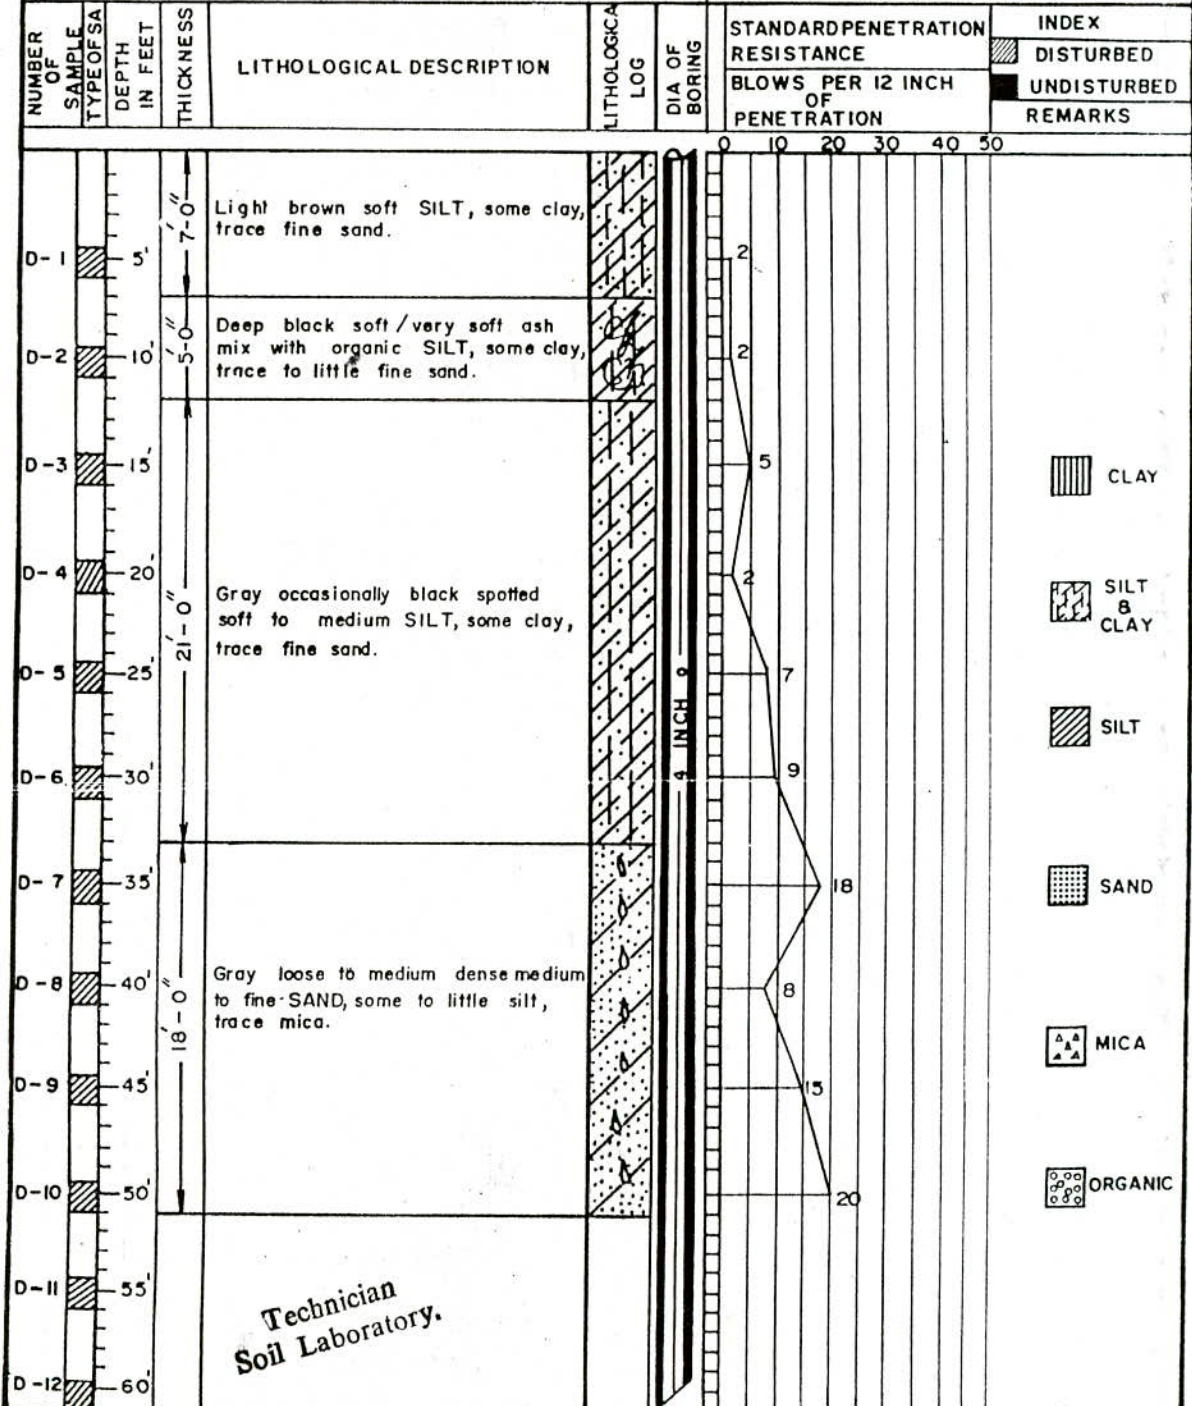 NUMBER
OF
SAMPLE
TYPE OF SA
DEPTH
IN FEET
THICKNESS
LITHOLOGICAL DESCRIPTION
LITHOLOGICA
LOG
DIA OF
BORING
STANDARD PENETRATION
RESISTANCE
BLOWS PER 12 INCH
OF
PENETRATION
INDEX
DISTURBED
UNDISTURBED
REMARKS
0 10 20 30 40 50
7'-0"
Light brown soft SILT, some clay,
trace fine sand.
D-1 5' 2
5'-0"
Deep black soft/very soft ash
mix with organic SILT, some clay,
trace to little fine sand.
D-2 10' 2
D-3 15' 5
D-4 20' 2
21'-0"
Gray occasionally black spotted
soft to medium SILT, some clay,
trace fine sand.
D-5 25' 7
D-6 30' 9
4 INCH
D-7 35' 18
D-8 40' 8
18'-0"
Gray loose to medium dense medium
to fine SAND, some to little silt,
trace mica.
D-9 45' 15
D-10 50' 20
D-11 55'
D-12 60'
CLAY
SILT
&
CLAY
SILT
SAND
MICA
ORGANIC
Technician
Soil Laboratory.